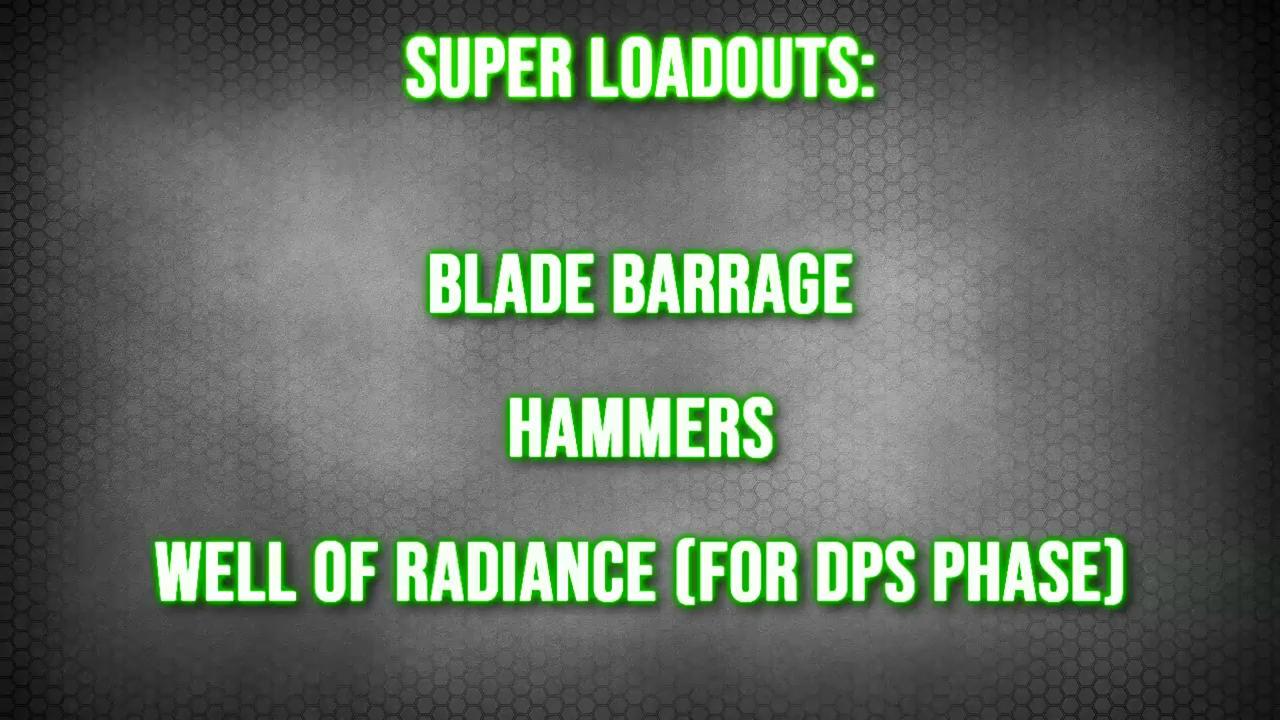 SUPER LOADOUTS:
BLADE BARRAGE
HAMMERS
WELL OF RADIANCE (FOR DPS PHASE)